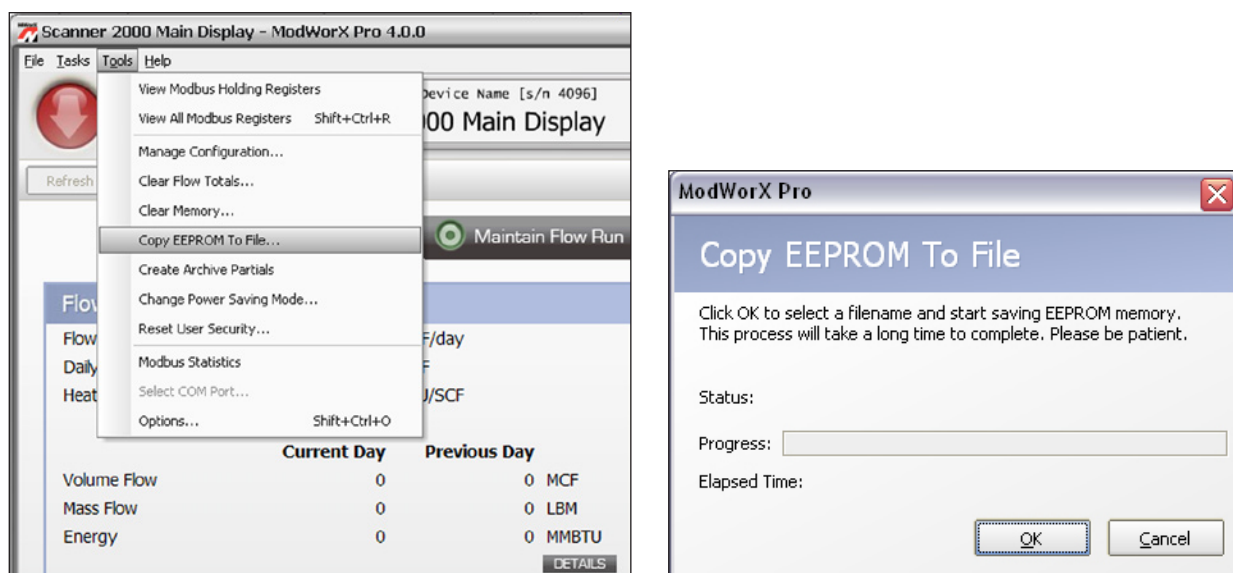 Scanner 2000 Main Display - ModWorX Pro 4.0.0
File Tasks Tools Help
View Modbus Holding Registers
View All Modbus Registers Shift+Ctrl+R
Manage Configuration...
Clear Flow Totals...
Clear Memory...
Copy EEPROM To File...
Create Archive Partials
Change Power Saving Mode...
Reset User Security...
Modbus Statistics
Select COM Port...
Options... Shift+Ctrl+O
Device Name [s/n 4096]
000 Main Display
Refresh
Maintain Flow Run
Flow
Flow F/day
Daily F
Heat J/SCF
Current Day Previous Day
Volume Flow 0 0 MCF
Mass Flow 0 0 LBM
Energy 0 0 MMBTU
DETAILS
ModWorX Pro
Copy EEPROM To File
Click OK to select a filename and start saving EEPROM memory.
This process will take a long time to complete. Please be patient.
Status:
Progress:
Elapsed Time:
OK Cancel